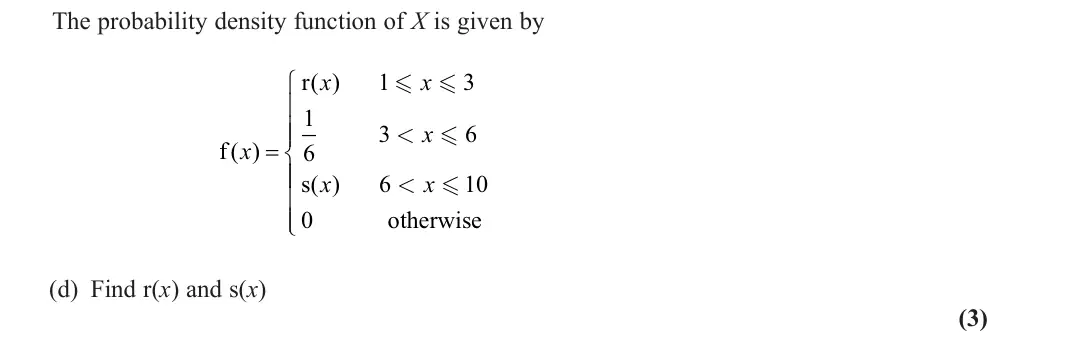 The probability density function of X is given by
r(x) 1 ⩽ x ⩽ 3
f(x) = { 1/6 3 < x ⩽ 6
s(x) 6 < x ⩽ 10
0 otherwise
(d) Find r(x) and s(x)
(3)